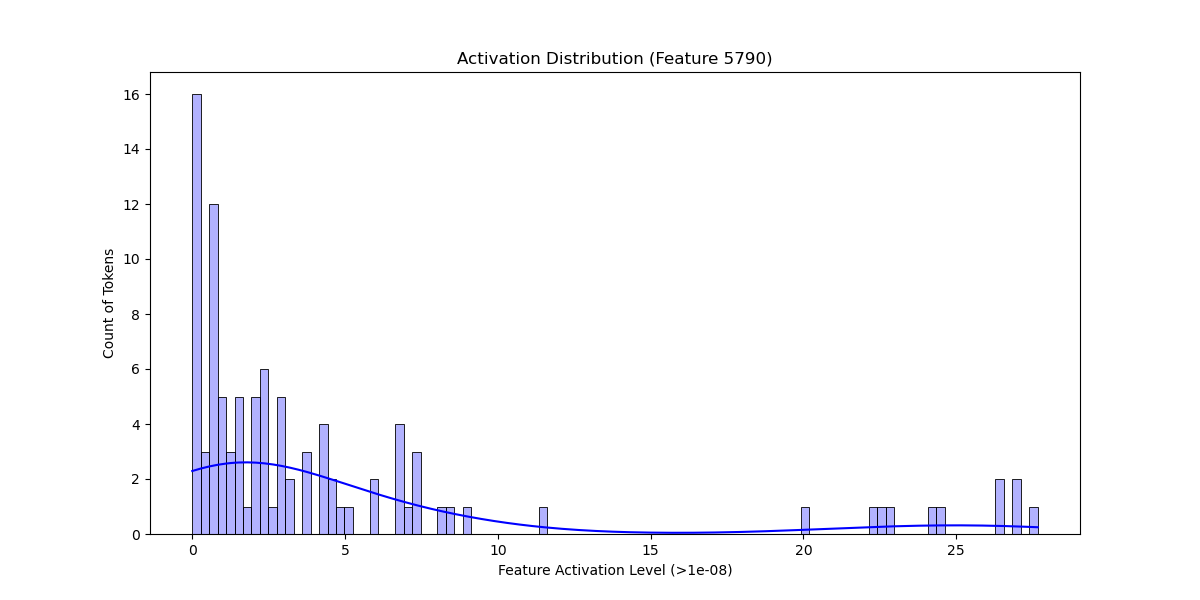 Activation Distribution (Feature 5790)
16
14
12
10
8
6
4
2
0
Count of Tokens
0 5 10 15 20 25
Feature Activation Level (>1e-08)